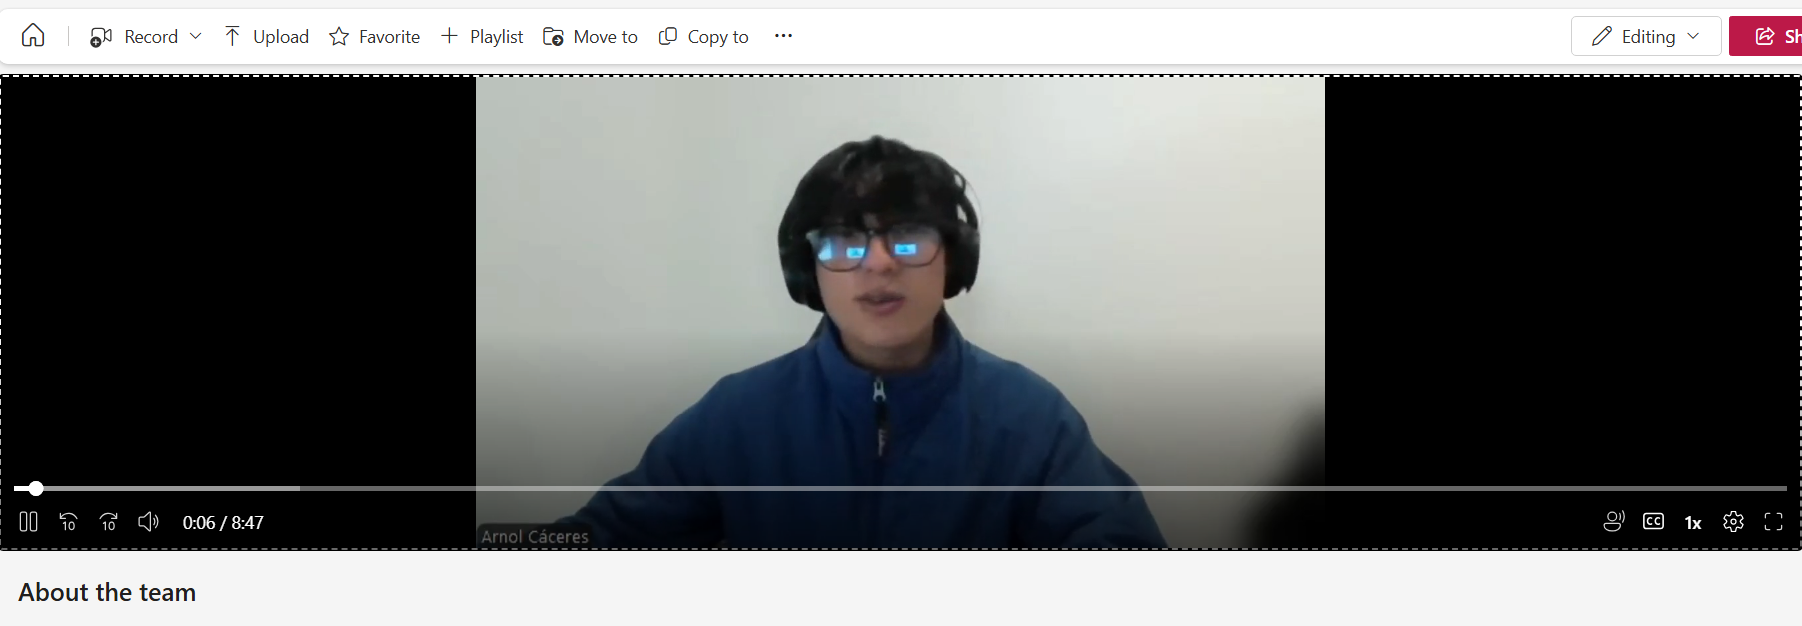 Record Upload Favorite Playlist Move to Copy to ... Editing Sh
10 10 0:06 / 8:47 CC 1x
Arnol Cáceres
About the team